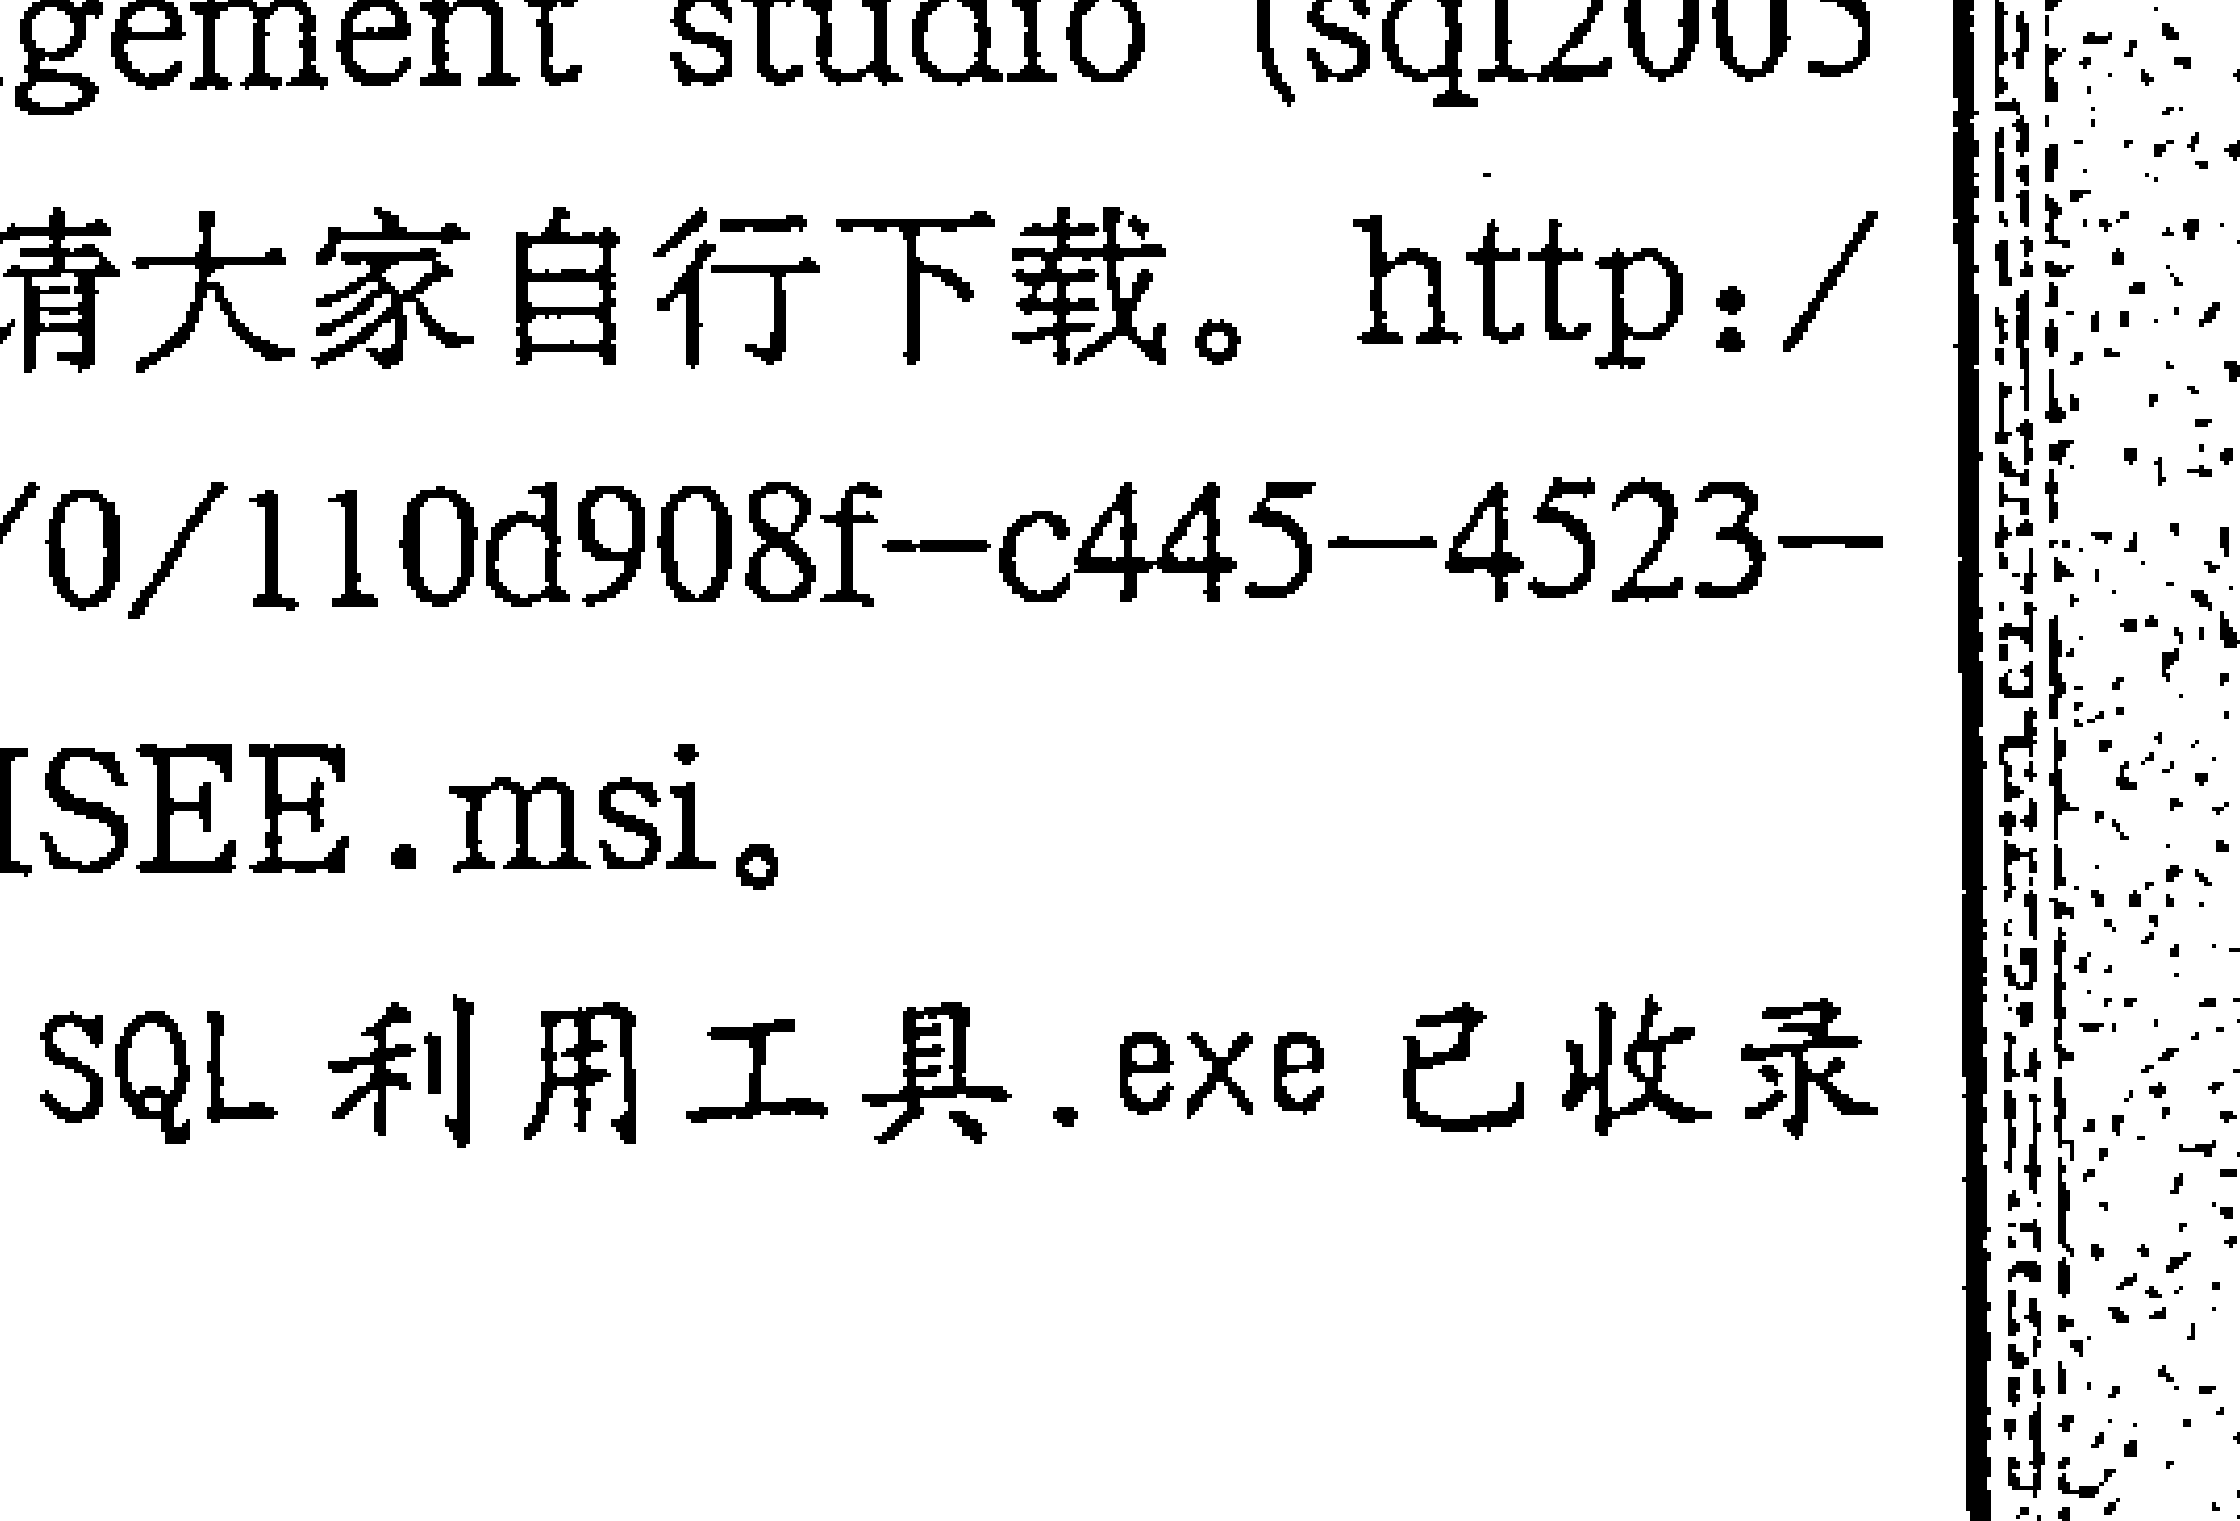 gement studio (sql2005
请大家自行下载。 http:/
/0/110d908f-c445-4523-
ISEE.msi。
SQL 利用工具.exe 已收录